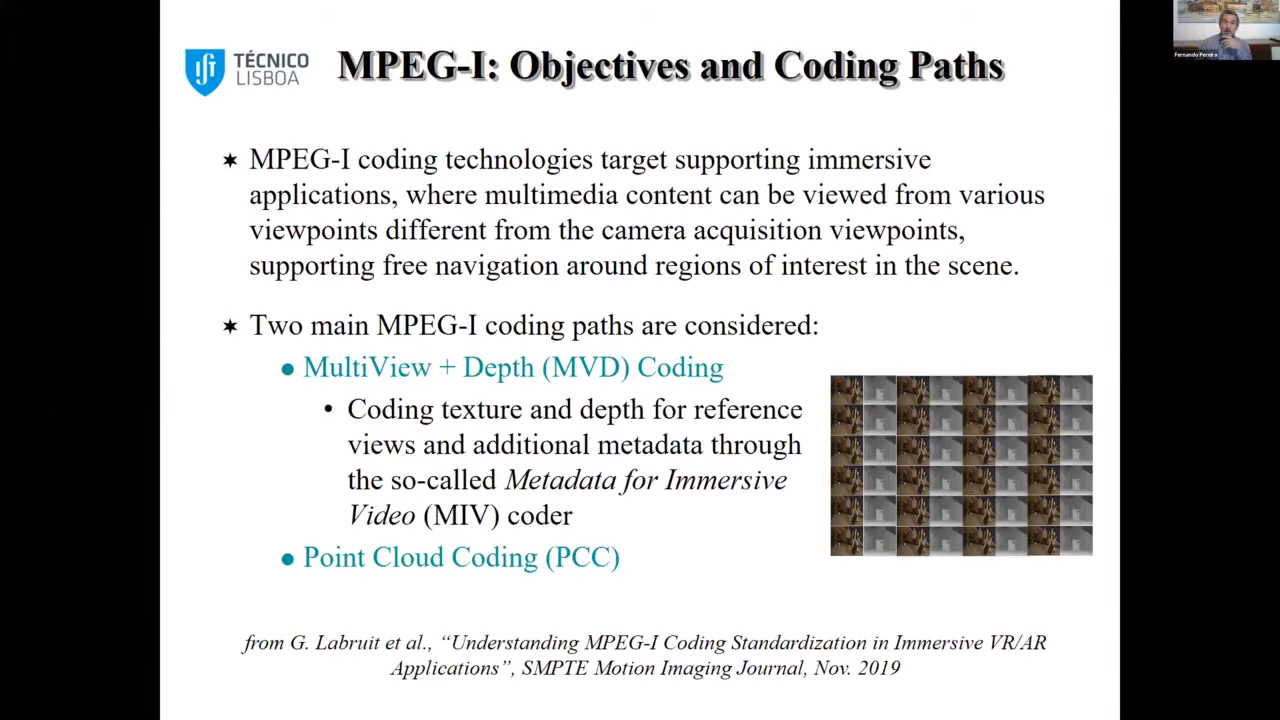 Fernando Pereira
TÉCNICO
LISBOA
MPEG-I: Objectives and Coding Paths
MPEG-I coding technologies target supporting immersive
applications, where multimedia content can be viewed from various
viewpoints different from the camera acquisition viewpoints,
supporting free navigation around regions of interest in the scene.
Two main MPEG-I coding paths are considered:
MultiView + Depth (MVD) Coding
Coding texture and depth for reference
views and additional metadata through
the so-called Metadata for Immersive
Video (MIV) coder
Point Cloud Coding (PCC)
from G. Labruit et al., “Understanding MPEG-I Coding Standardization in Immersive VR/AR
Applications”, SMPTE Motion Imaging Journal, Nov. 2019